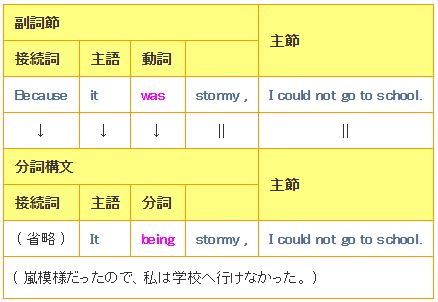 副詞節 主節
接続詞 主語 動詞
Because it was stormy , I could not go to school.
↓ ↓ ↓ || ||
分詞構文 主節
接続詞 主語 分詞
( 省略 ) It being stormy , I could not go to school.
( 嵐模様だったので、私は学校へ行けなかった。)